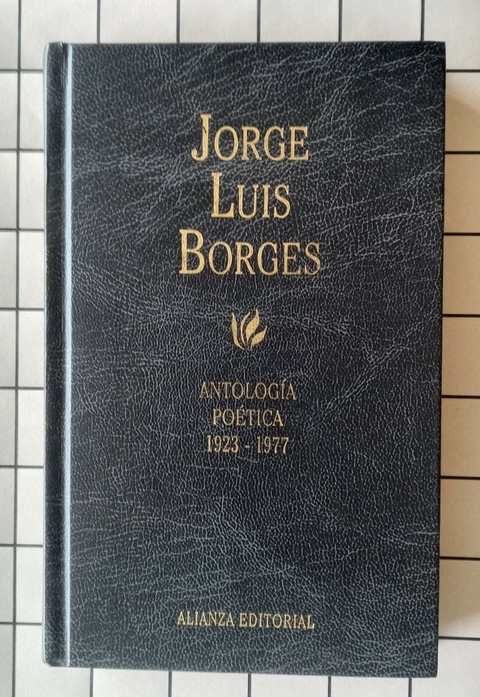 JORGE
LUIS
BORGES
ANTOLOGÍA
POÉTICA
1923 - 1977
ALIANZA EDITORIAL